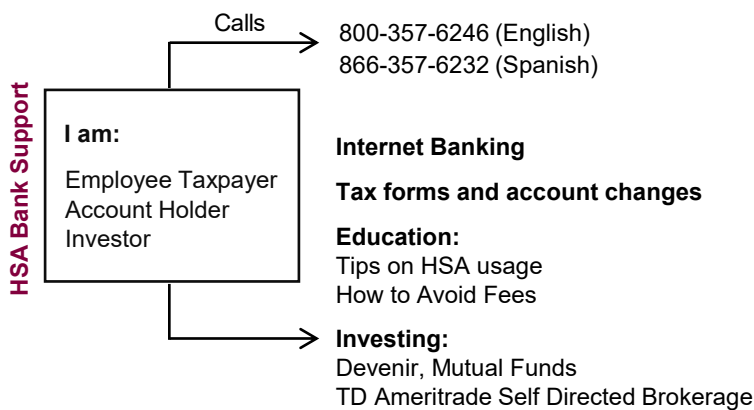 HSA Bank Support
Calls
800-357-6246 (English)
866-357-6232 (Spanish)
I am:
Employee Taxpayer
Account Holder
Investor
Internet Banking
Tax forms and account changes
Education:
Tips on HSA usage
How to Avoid Fees
Investing:
Devenir, Mutual Funds
TD Ameritrade Self Directed Brokerage